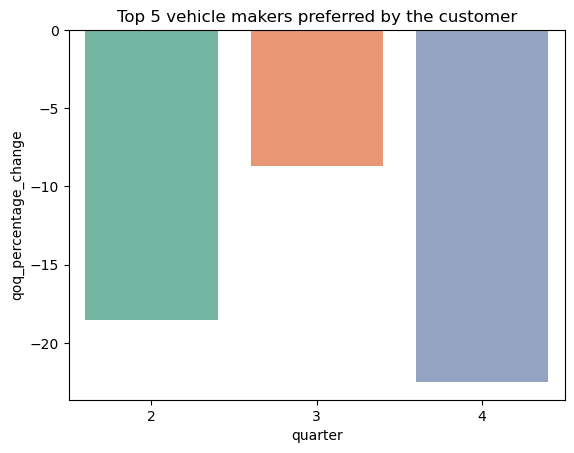 Top 5 vehicle makers preferred by the customer
0
−5
−10
−15
−20
qoq_percentage_change
2 3 4
quarter